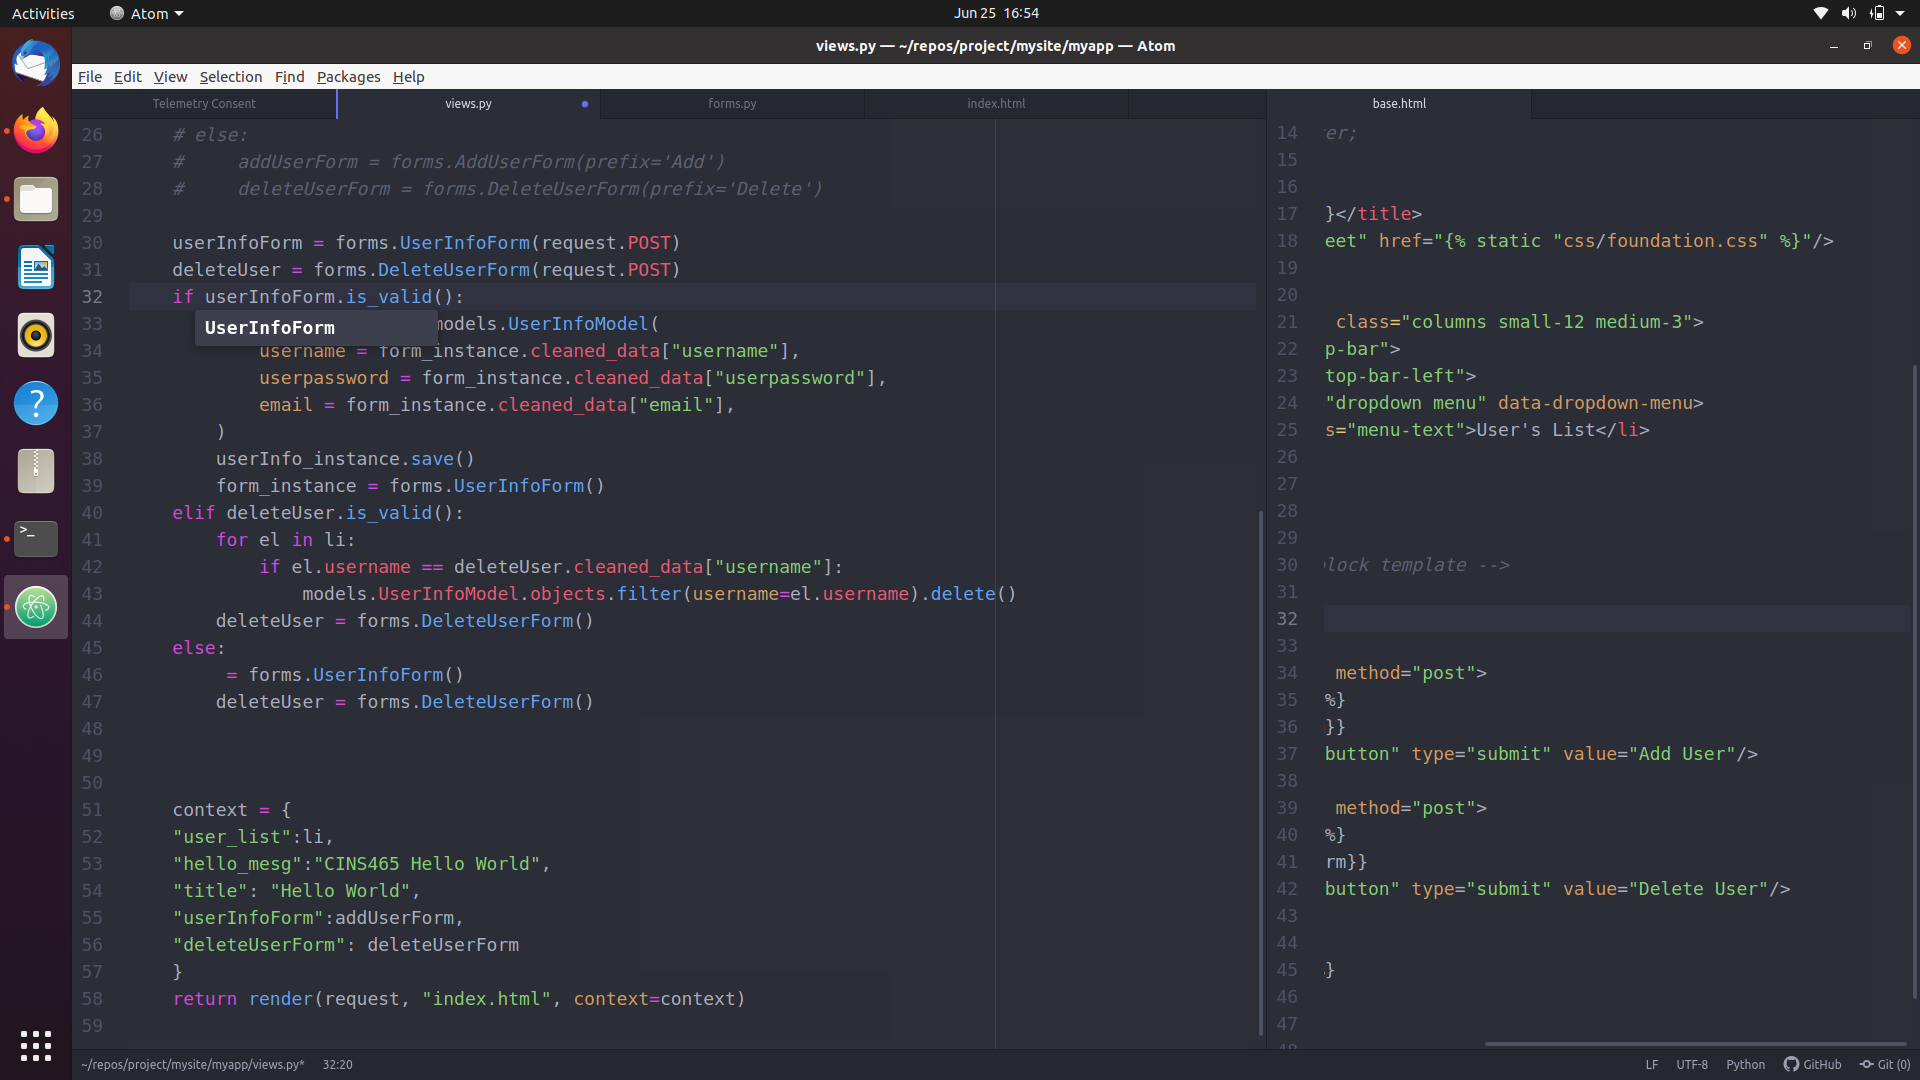 Activities
Atom
Jun 25 16:54
views.py — ~/repos/project/mysite/myapp — Atom
File Edit View Selection Find Packages Help
Telemetry Consent
views.py
forms.py
index.html
base.html
26 # else:
27 #     addUserForm = forms.AddUserForm(prefix='Add')
28 #     deleteUserForm = forms.DeleteUserForm(prefix='Delete')
29
30 userInfoForm = forms.UserInfoForm(request.POST)
31 deleteUser = forms.DeleteUserForm(request.POST)
32 if userInfoForm.is_valid():
UserInfoForm
33 models.UserInfoModel(
34 username = form_instance.cleaned_data["username"],
35 userpassword = form_instance.cleaned_data["userpassword"],
36 email = form_instance.cleaned_data["email"],
37 )
38 userInfo_instance.save()
39 form_instance = forms.UserInfoForm()
40 elif deleteUser.is_valid():
41 for el in li:
42 if el.username == deleteUser.cleaned_data["username"]:
43 models.UserInfoModel.objects.filter(username=el.username).delete()
44 deleteUser = forms.DeleteUserForm()
45 else:
46 = forms.UserInfoForm()
47 deleteUser = forms.DeleteUserForm()
48
49
50
51 context = {
52 "user_list":li,
53 "hello_mesg":"CINS465 Hello World",
54 "title": "Hello World",
55 "userInfoForm":addUserForm,
56 "deleteUserForm": deleteUserForm
57 }
58 return render(request, "index.html", context=context)
59
14 er;
15
16
17 }</title>
18 eet" href="{% static "css/foundation.css" %}"/>
19
20
21 class="columns small-12 medium-3">
22 p-bar">
23 top-bar-left">
24 "dropdown menu" data-dropdown-menu>
25 s="menu-text">User's List</li>
26
27
28
29
30 lock template -->
31
32
33
34 method="post">
35 %}
36 }}
37 button" type="submit" value="Add User"/>
38
39 method="post">
40 %}
41 rm}}
42 button" type="submit" value="Delete User"/>
43
44
45 }
46
47
~/repos/project/mysite/myapp/views.py* 32:20
LF UTF-8 Python GitHub Git (0)